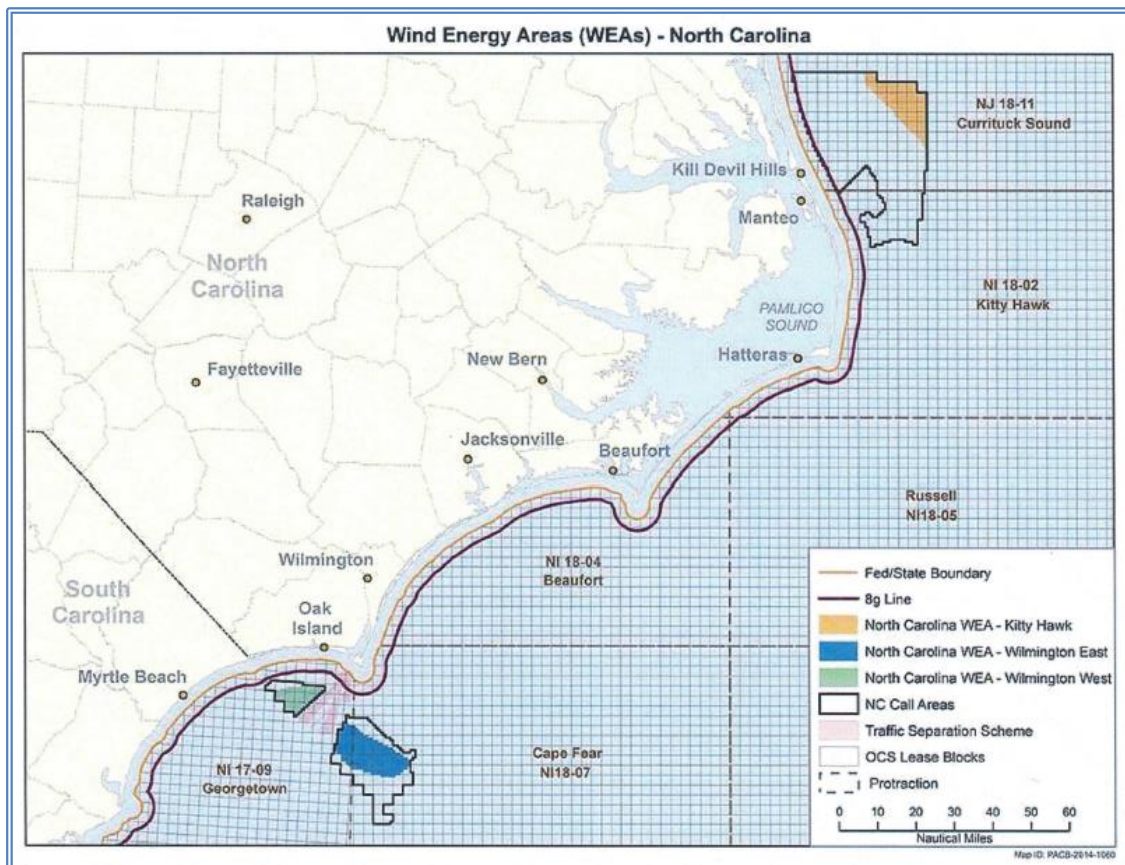 Wind Energy Areas (WEAs) - North Carolina
NJ 18-11
Currituck Sound
Kill Devil Hills
Raleigh
Manteo
North
Carolina
NI 18-02
Kitty Hawk
PAMLICO
SOUND
New Bern
Hatteras
Fayetteville
Jacksonville
Beaufort
Russell
NI18-05
Wilmington
NI 18-04
Beaufort
South
Carolina
Oak
Island
Myrtle Beach
Cape Fear
NI18-07
NI 17-09
Georgetown
Fed/State Boundary
8g Line
North Carolina WEA - Kitty Hawk
North Carolina WEA - Wilmington East
North Carolina WEA - Wilmington West
NC Call Areas
Traffic Separation Scheme
OCS Lease Blocks
Protraction
0 10 20 30 40 50 60
Nautical Miles
Map ID: PACB-2014-1060